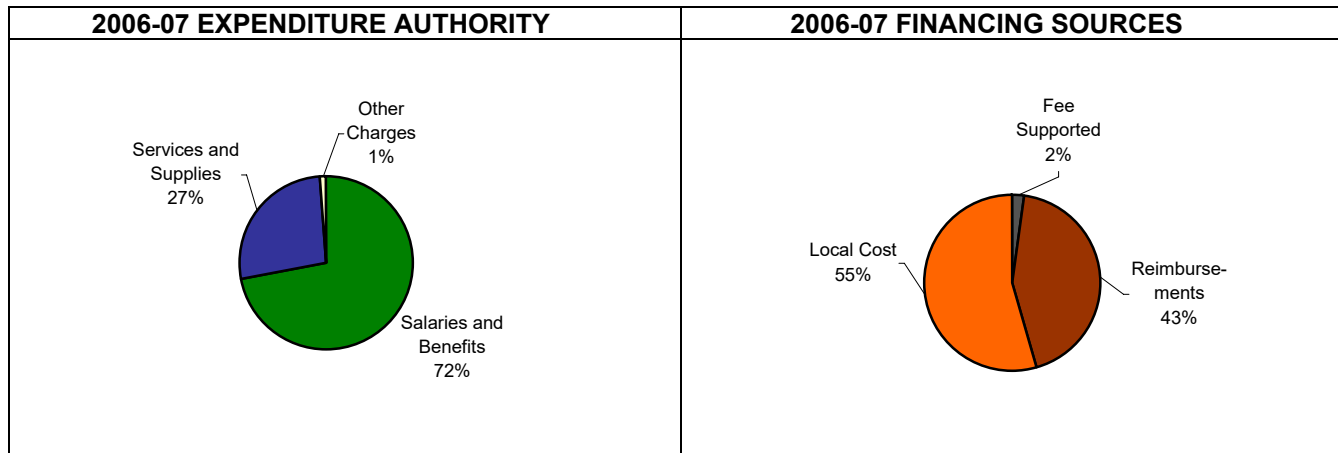 2006-07 EXPENDITURE AUTHORITY
Other
Charges
1%
Services and
Supplies
27%
Salaries and
Benefits
72%
2006-07 FINANCING SOURCES
Fee
Supported
2%
Local Cost
55%
Reimburse-
ments
43%